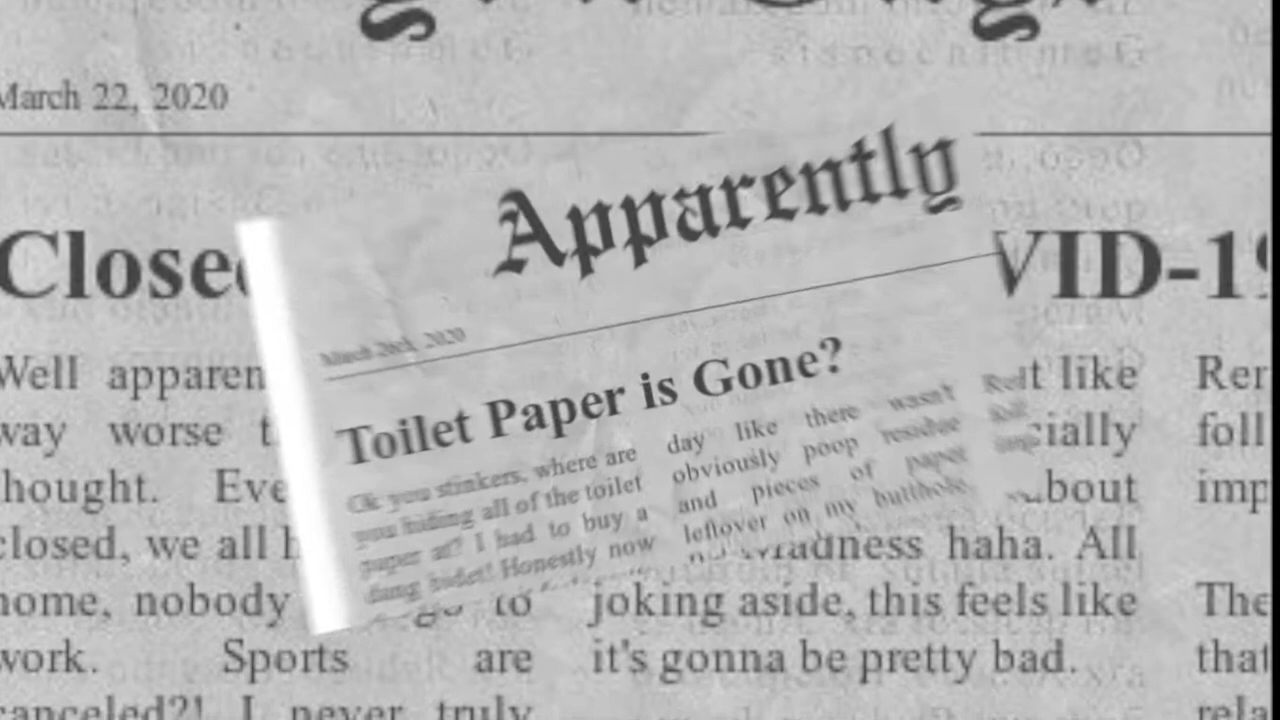 March 22, 2020
Apparently
Closed
VID-19
March 2020
Toilet Paper is Gone?
Well apparen
way worse t
thought. Eve
closed, we all h
home, nobody go to
work. Sports are
canceled?! I never truly
Ok you stinkers, where are
you hiding all of the toilet
paper at? I had to buy a
dang bidet! Honestly now
day like there wasn't
obviously poop residue
and pieces of paper
leftover on my butthole,
t like
cially
about
madness haha. All
joking aside, this feels like
it's gonna be pretty bad.
Rer
foll
imp
The
that
rela